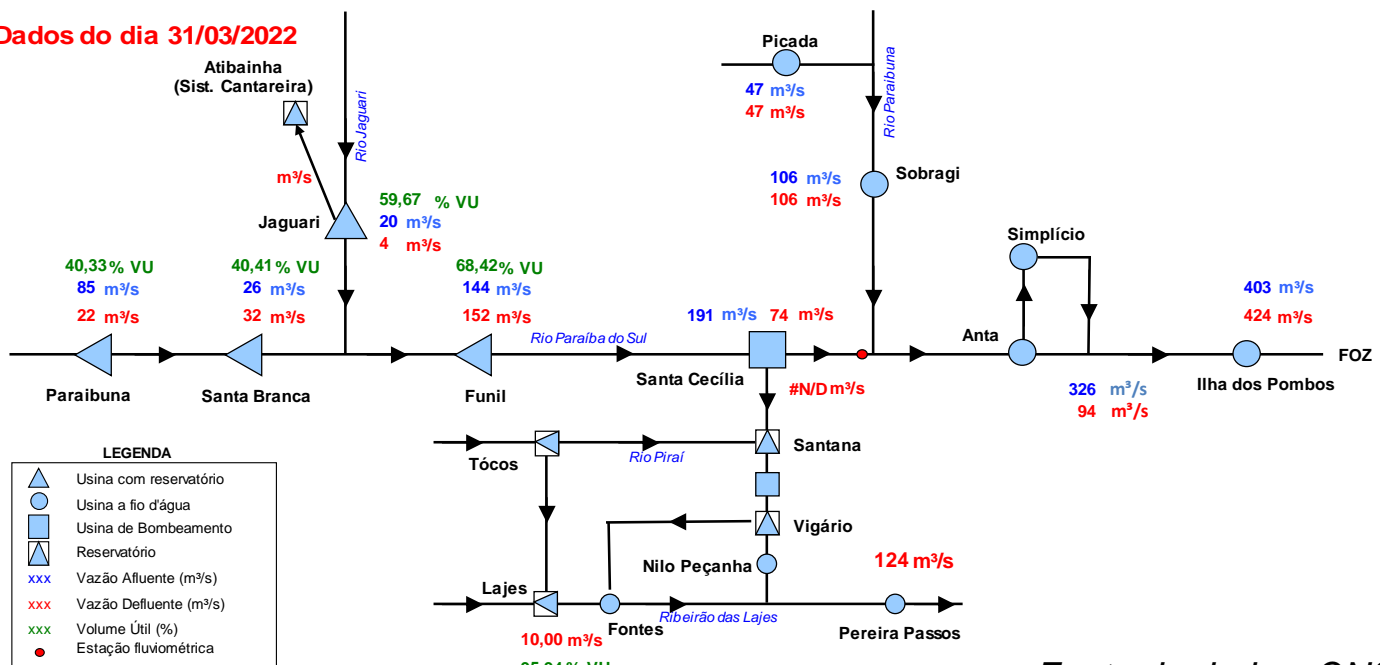 Dados do dia 31/03/2022
Atibainha
(Sist. Cantareira)
Rio Jaguari
m³/s
Jaguari
59,67 % VU
20 m³/s
4 m³/s
Picada
47 m³/s
47 m³/s
Rio Paraibuna
106 m³/s
106 m³/s
Sobragi
40,33 % VU
85 m³/s
22 m³/s
Paraibuna
40,41 % VU
26 m³/s
32 m³/s
Santa Branca
68,42 % VU
144 m³/s
152 m³/s
Funil
Rio Paraíba do Sul
191 m³/s 74 m³/s
Santa Cecília
#N/D m³/s
Simplício
Anta
326 m³/s
94 m³/s
403 m³/s
424 m³/s
Ilha dos Pombos
FOZ
Tócos
Rio Piraí
Santana
Vigário
Nilo Peçanha
124 m³/s
Lajes
Fontes
Ribeirão das Lajes
Pereira Passos
10,00 m³/s
LEGENDA
Usina com reservatório
Usina a fio d'água
Usina de Bombeamento
Reservatório
xxx Vazão Afluente (m³/s)
xxx Vazão Defluente (m³/s)
xxx Volume Útil (%)
Estação fluviométrica